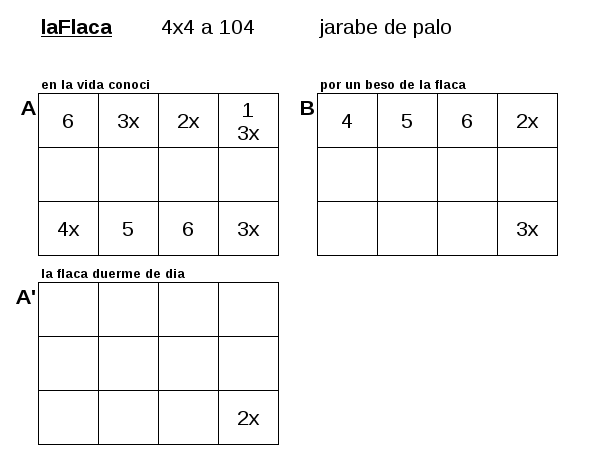 laFlaca 4x4 a 104 jarabe de palo
en la vida conoci
A 6 3x 2x 1 3x
4x 5 6 3x
por un beso de la flaca
B 4 5 6 2x
3x
la flaca duerme de dia
A'
2x